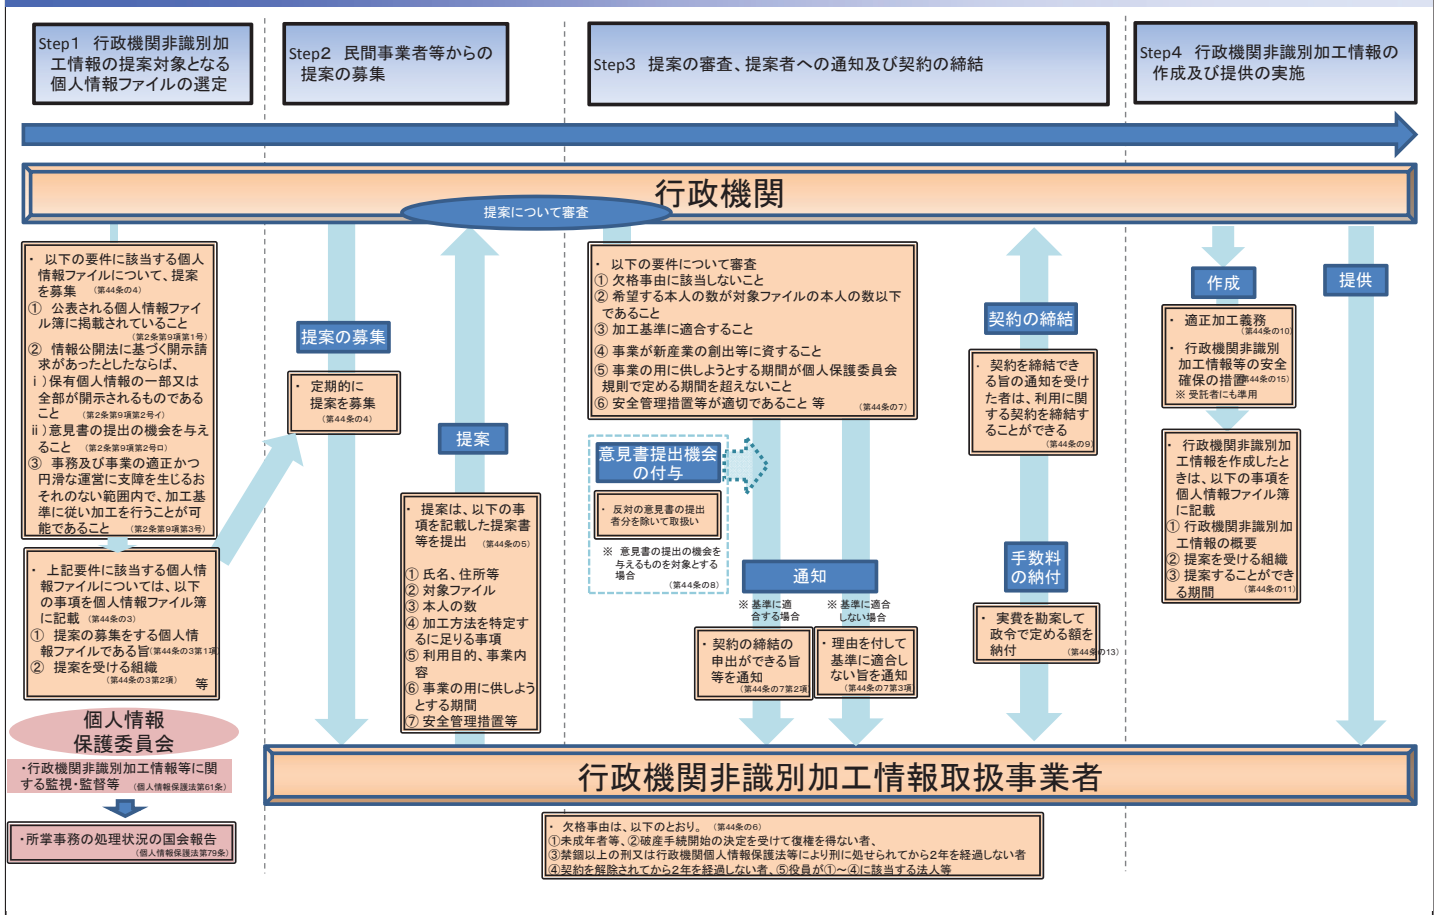 Step1　行政機関非識別加
工情報の提案対象となる
個人情報ファイルの選定
Step2　民間事業者等からの
提案の募集
Step3　提案の審査、提案者への通知及び契約の締結
Step4　行政機関非識別加工情報の
作成及び提供の実施
行政機関
提案について審査
・ 以下の要件に該当する個人
情報ファイルについて、提案
を募集　(第44条の4)
①　公表される個人情報ファイ
ル簿に掲載されていること
(第2条第9項第1号)
②　情報公開法に基づく開示請
求があったとしたならば、
ⅰ）保有個人情報の一部又は
全部が開示されるものである
こと　(第2条第9項第2号イ)
ⅱ）意見書の提出の機会を与え
ること　(第2条第9項第2号ロ)
③　事務及び事業の適正かつ
円滑な運営に支障を生じるお
それのない範囲内で、加工基
準に従い加工を行うことが可
能であること　(第2条第9項第3号)
・ 上記要件に該当する個人情
報ファイルについては、以下
の事項を個人情報ファイル簿
に記載　(第44条の3)
①　提案の募集をする個人情
報ファイルである旨(第44条の3第1項)
②　提案を受ける組織
(第44条の3第2項)　等
個人情報
保護委員会
・行政機関非識別加工情報等に関
する監視・監督等　(個人情報保護法第61条)
・所掌事務の処理状況の国会報告
(個人情報保護法第79条)
提案の募集
・ 定期的に
提案を募集
(第44条の4)
提案
・ 提案は、以下の事
項を記載した提案書
等を提出　(第44条の5)
① 氏名、住所等
② 対象ファイル
③ 本人の数
④ 加工方法を特定す
るに足りる事項
⑤ 利用目的、事業内
容
⑥ 事業の用に供しよう
とする期間
⑦ 安全管理措置等
・ 以下の要件について審査
① 欠格事由に該当しないこと
② 希望する本人の数が対象ファイルの本人の数以下
であること
③ 加工基準に適合すること
④ 事業が新産業の創出等に資すること
⑤ 事業の用に供しようとする期間が個人保護委員会
規則で定める期間を超えないこと
⑥ 安全管理措置等が適切であること 等　(第44条の7)
意見書提出機会
の付与
・ 反対の意見書の提出
者分を除いて取扱い
※ 意見書の提出の機会を
与えるものを対象とする
場合　(第44条の8)
通知
※ 基準に適
合する場合
※ 基準に適合
しない場合
・ 契約の締結の
申出ができる旨
等を通知
(第44条の7第2項
・ 理由を付して
基準に適合し
ない旨を通知
(第44条の7第3項
契約の締結
・ 契約を締結でき
る旨の通知を受け
た者は、利用に関
する契約を締結す
ることができる
(第44条の9)
手数料
の納付
・ 実費を勘案して
政令で定める額を
納付　(第44条の13)
作成
・ 適正加工義務
(第44条の10)
・ 行政機関非識別
加工情報等の安全
確保の措置(第44条の15)
※ 受託者にも準用
・ 行政機関非識別加
工情報を作成したと
きは、以下の事項を
個人情報ファイル簿
に記載
① 行政機関非識別加
工情報の概要
② 提案を受ける組織
③ 提案することができ
る期間　(第44条の11)
提供
行政機関非識別加工情報取扱事業者
・ 欠格事由は、以下のとおり。　(第44条の6)
①未成年者等、②破産手続開始の決定を受けて復権を得ない者、
③禁錮以上の刑又は行政機関個人情報保護法等により刑に処せられてから2年を経過しない者
④契約を解除されてから2年を経過しない者、⑤役員が①～④に該当する法人等